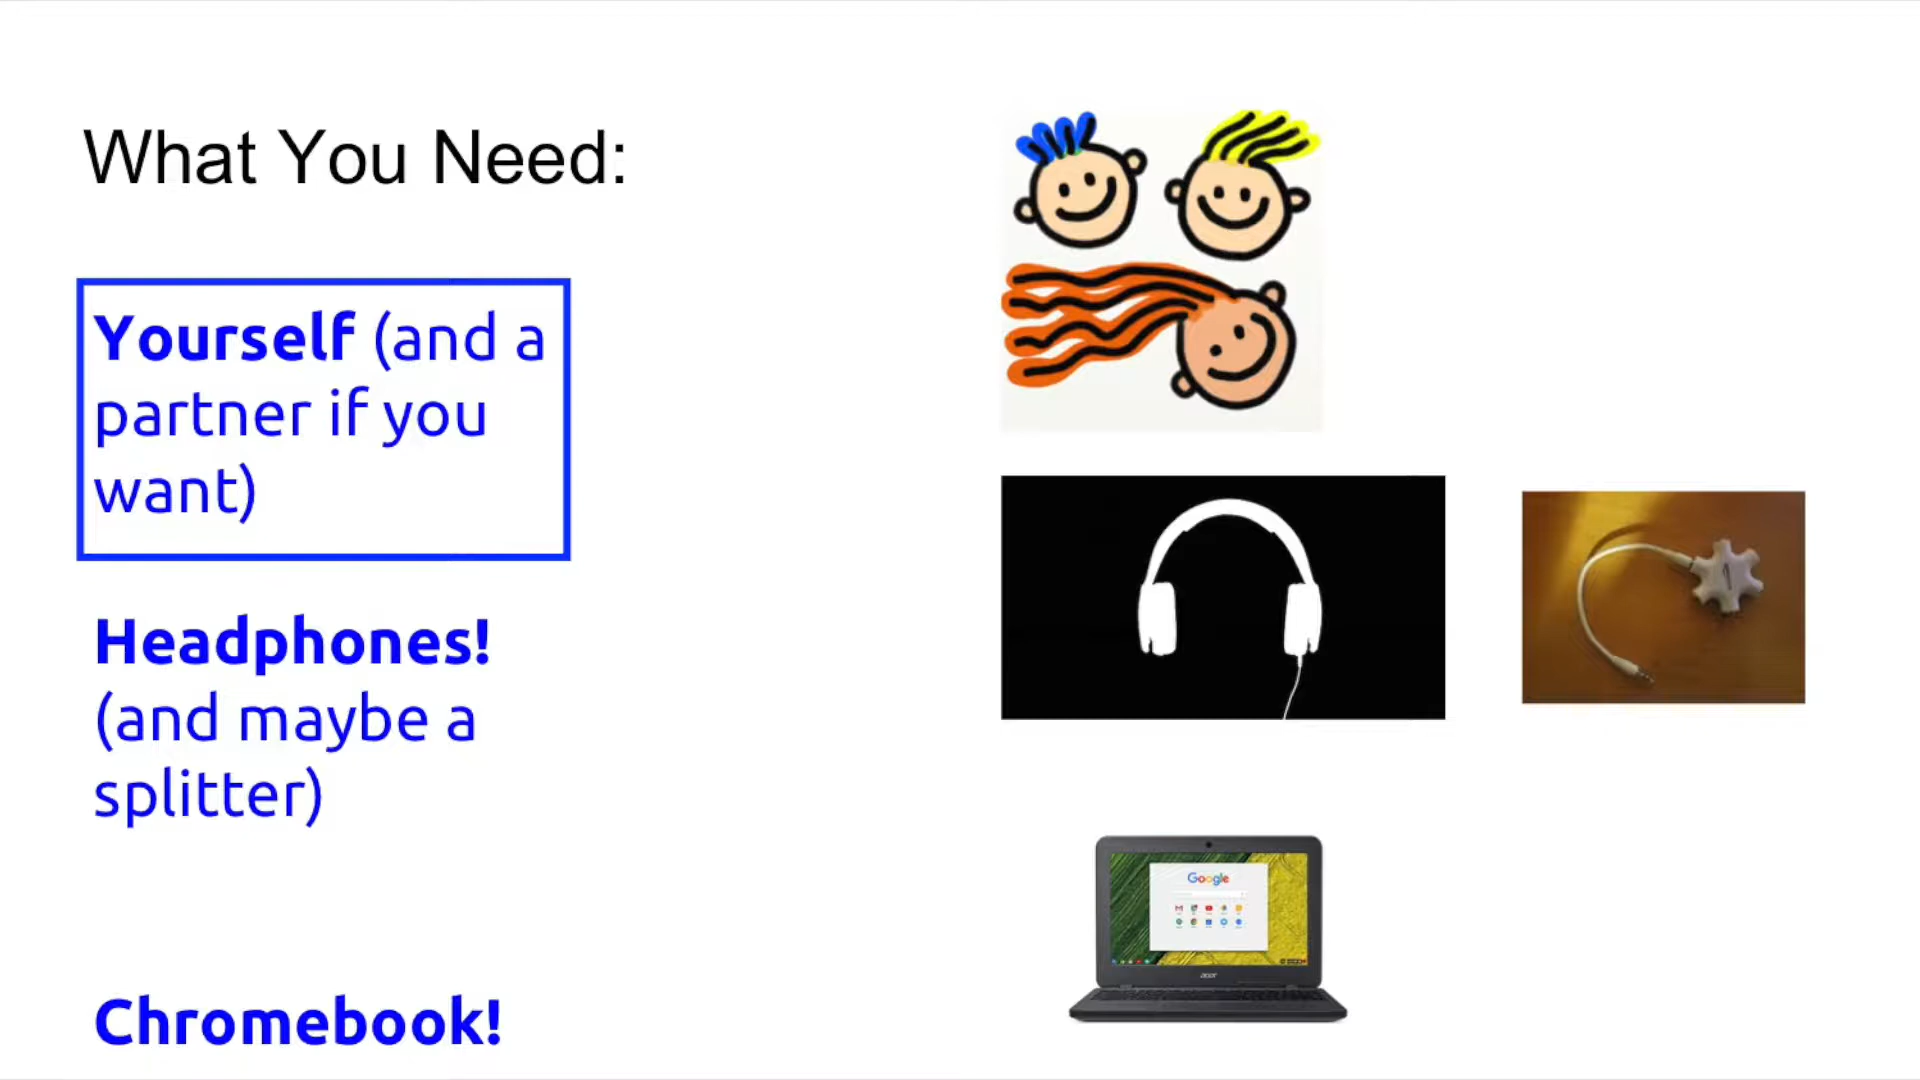 What You Need:
Yourself (and a
partner if you
want)
Headphones!
(and maybe a
splitter)
Google
acer
Chromebook!